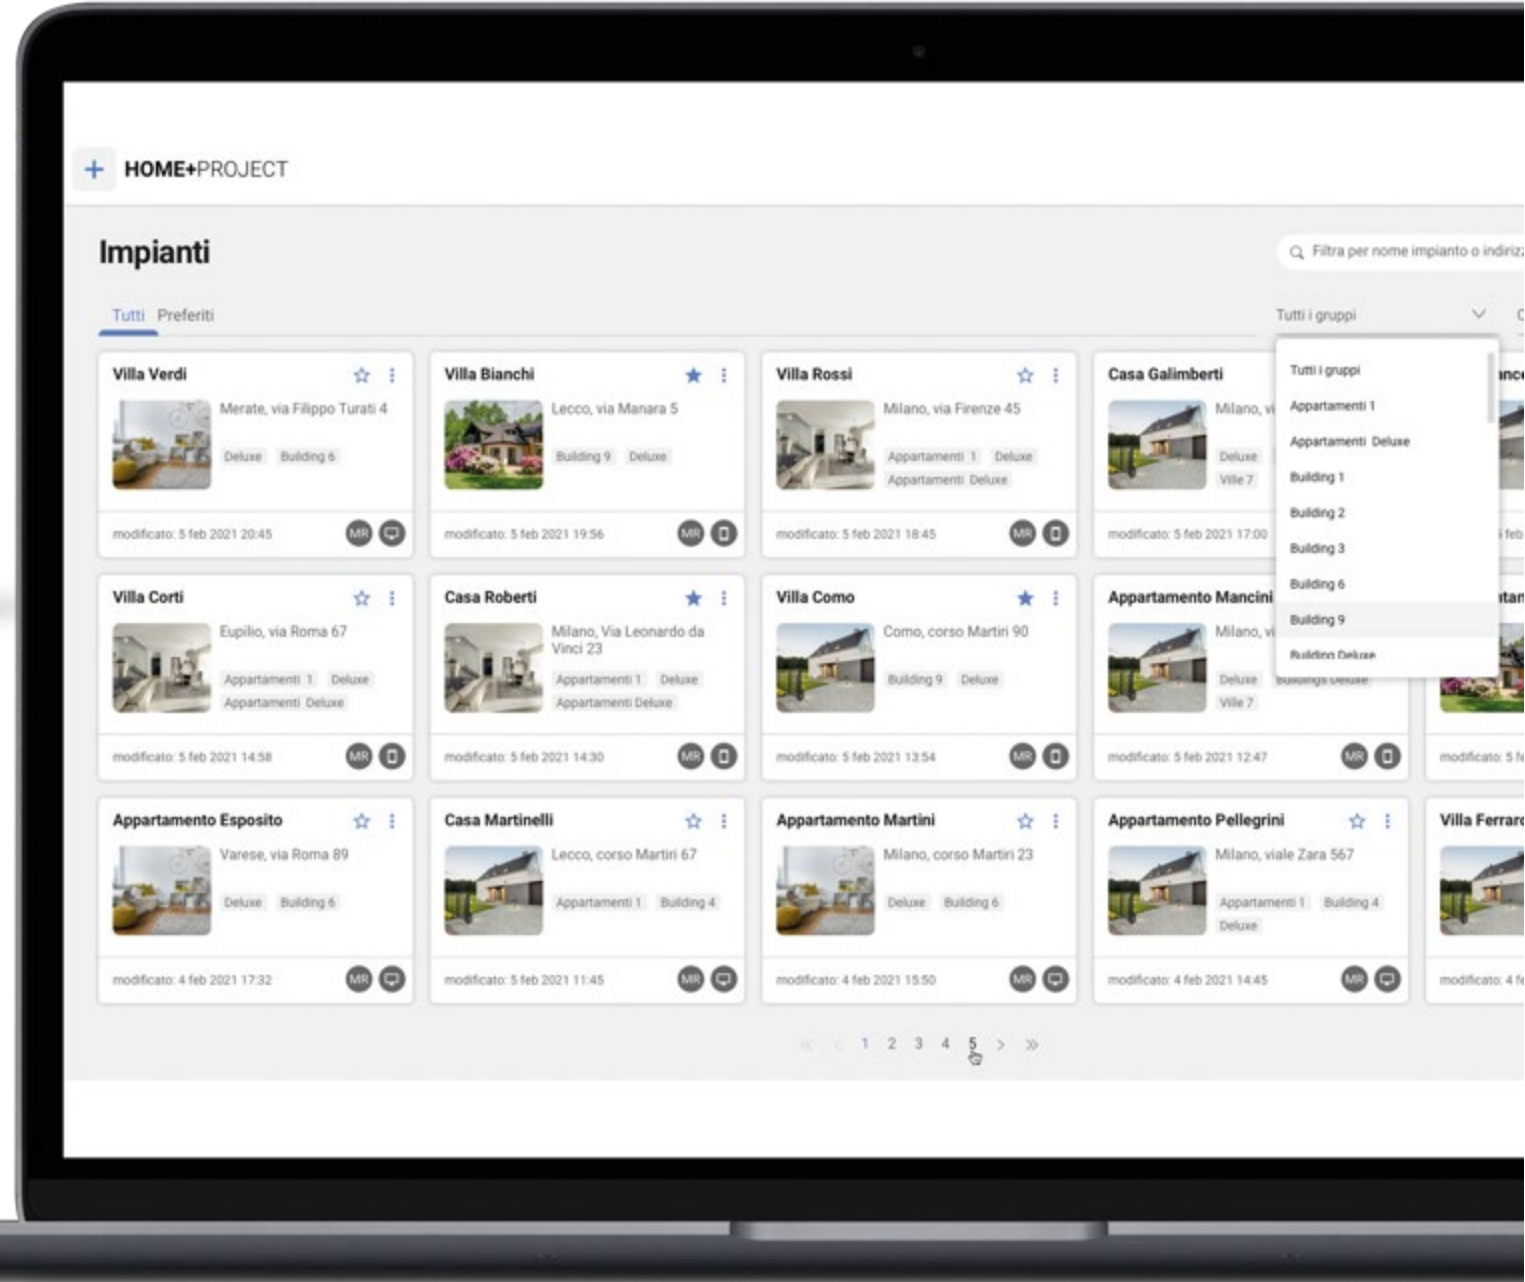 HOME+PROJECT
Impianti
Filtra per nome impianto o
Tutti Preferiti
Tutti i gruppi
Tutti i gruppi
Appartamenti 1
Appartamenti Deluxe
Building 1
Building 2
Building 3
Building 6
Building 9
Building Deluxe
Villa Verdi
Merate, via Filippo Turati 4
Deluxe Building 6
modificato: 5 feb 2021 20:45
MR
Villa Bianchi
Lecco, via Manara 5
Building 9 Deluxe
modificato: 5 feb 2021 19:56
MR
Villa Rossi
Milano, via Firenze 45
Appartamenti 1 Deluxe
Appartamenti Deluxe
modificato: 5 feb 2021 18:45
MR
Casa Galimberti
Milano,
Deluxe
Ville 7
modificato: 5 feb 2021 17:00
Villa Corti
Eupilio, via Roma 67
Appartamenti 1 Deluxe
Appartamenti Deluxe
modificato: 5 feb 2021 14:58
MR
Casa Roberti
Milano, Via Leonardo da
Vinci 23
Appartamenti 1 Deluxe
Appartamenti Deluxe
modificato: 5 feb 2021 14:30
MR
Villa Como
Como, corso Martiri 90
Building 9 Deluxe
modificato: 5 feb 2021 13:54
MR
Appartamento Mancini
Milano,
Deluxe Buildings Deluxe
Ville 7
modificato: 5 feb 2021 12:47
MR
modificato: 5
Appartamento Esposito
Varese, via Roma 89
Deluxe Building 6
modificato: 4 feb 2021 17:32
MR
Casa Martinelli
Lecco, corso Martiri 67
Appartamenti 1 Building 4
modificato: 5 feb 2021 11:45
MR
Appartamento Martini
Milano, corso Martiri 23
Deluxe Building 6
modificato: 4 feb 2021 15:50
MR
Appartamento Pellegrini
Milano, viale Zara 567
Appartamenti 1 Building 4
Deluxe
modificato: 4 feb 2021 14:45
MR
Villa
modificato: 4
1 2 3 4 5